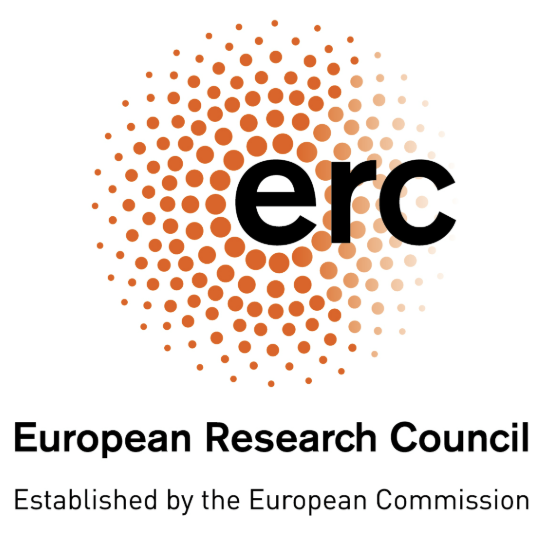 erc
European Research Council
Established by the European Commission